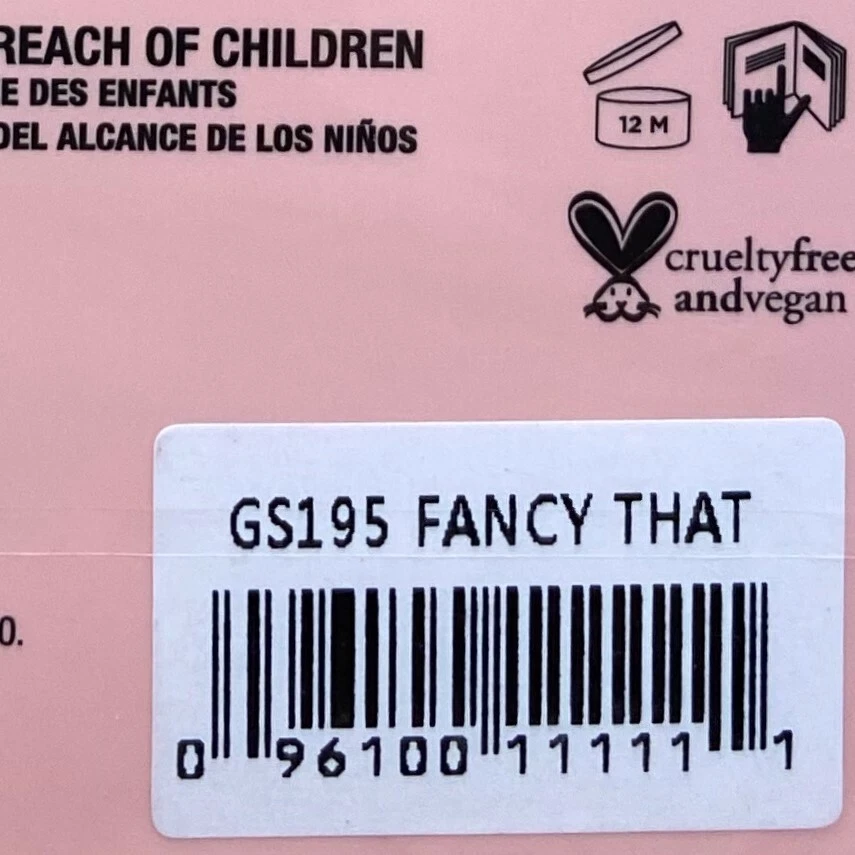 REACH OF CHILDREN
E DES ENFANTS
DEL ALCANCE DE LOS NIÑOS
12 M
crueltyfree
andvegan
GS195 FANCY THAT
0.
0 96100 11111 1